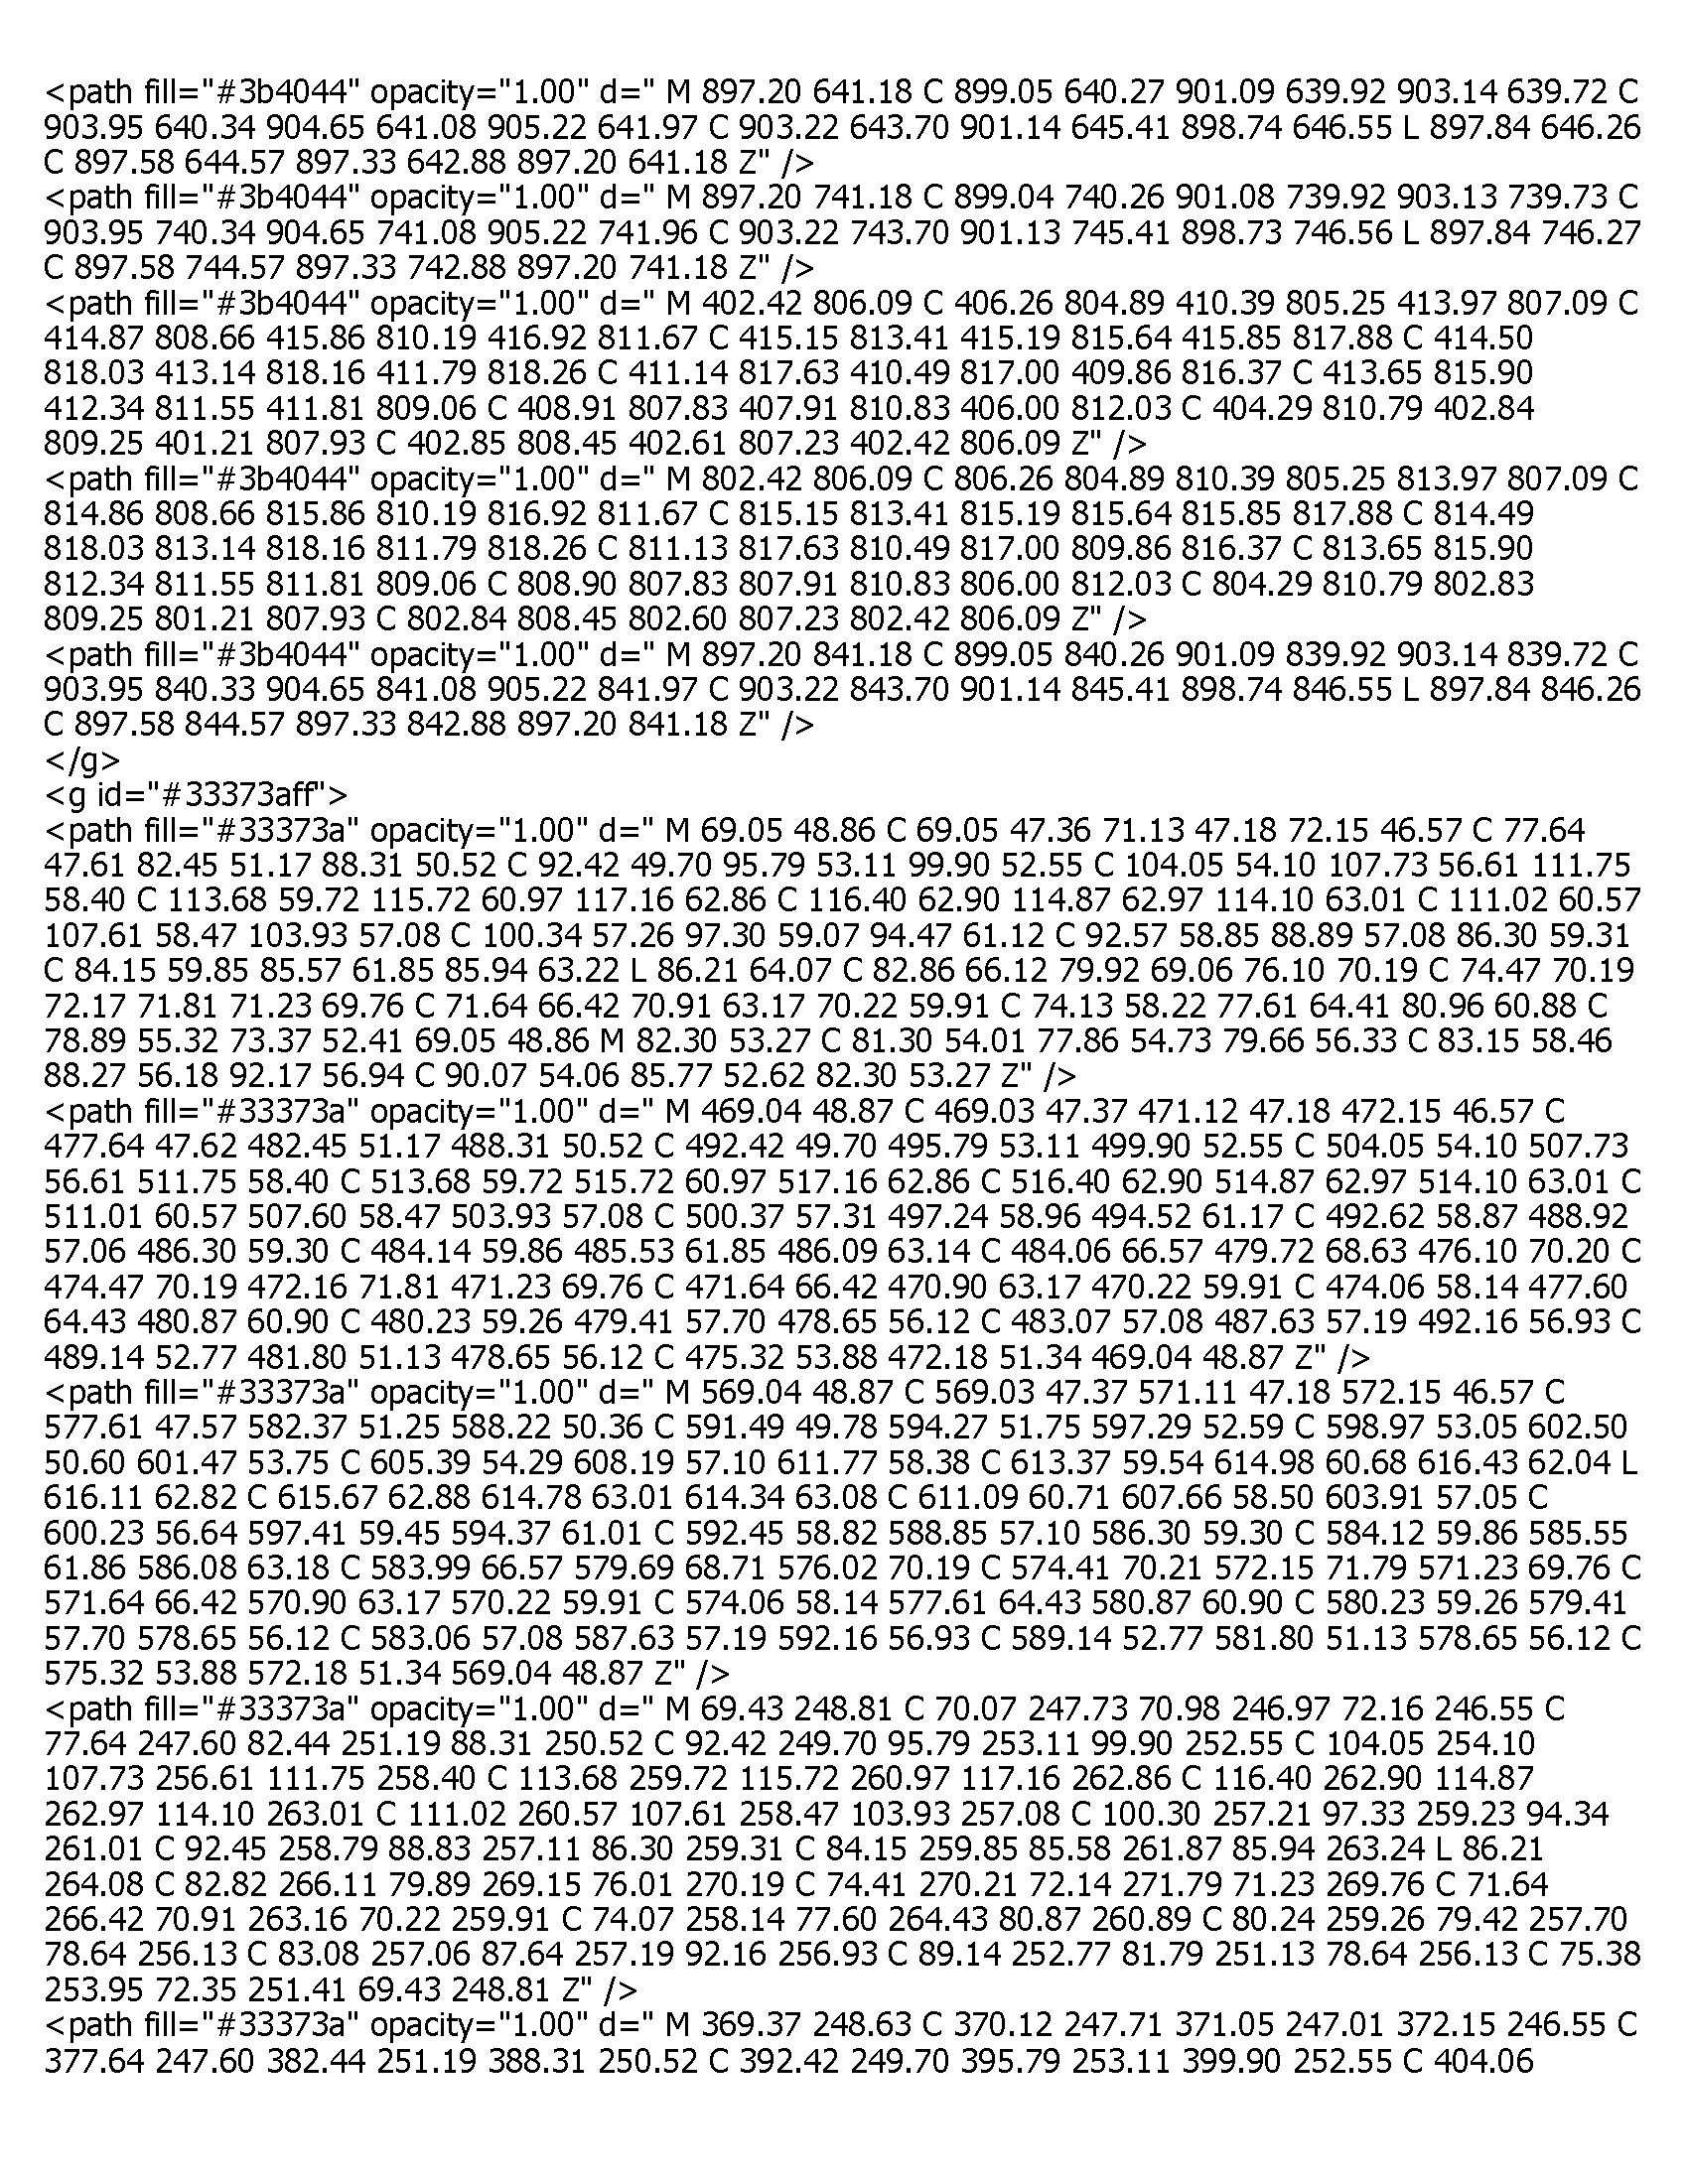 <path fill="#3b4044" opacity="1.00" d=" M 897.20 641.18 C 899.05 640.27 901.09 639.92 903.14 639.72 C
903.95 640.34 904.65 641.08 905.22 641.97 C 903.22 643.70 901.14 645.41 898.74 646.55 L 897.84 646.26
C 897.58 644.57 897.33 642.88 897.20 641.18 Z" />
<path fill="#3b4044" opacity="1.00" d=" M 897.20 741.18 C 899.04 740.26 901.08 739.92 903.13 739.73 C
903.95 740.34 904.65 741.08 905.22 741.96 C 903.22 743.70 901.13 745.41 898.73 746.56 L 897.84 746.27
C 897.58 744.57 897.33 742.88 897.20 741.18 Z" />
<path fill="#3b4044" opacity="1.00" d=" M 402.42 806.09 C 406.26 804.89 410.39 805.25 413.97 807.09 C
414.87 808.66 415.86 810.19 416.92 811.67 C 415.15 813.41 415.19 815.64 415.85 817.88 C 414.50
818.03 413.14 818.16 411.79 818.26 C 411.14 817.63 410.49 817.00 409.86 816.37 C 413.65 815.90
412.34 811.55 411.81 809.06 C 408.91 807.83 407.91 810.83 406.00 812.03 C 404.29 810.79 402.84
809.25 401.21 807.93 C 402.85 808.45 402.61 807.23 402.42 806.09 Z" />
<path fill="#3b4044" opacity="1.00" d=" M 802.42 806.09 C 806.26 804.89 810.39 805.25 813.97 807.09 C
814.86 808.66 815.86 810.19 816.92 811.67 C 815.15 813.41 815.19 815.64 815.85 817.88 C 814.49
818.03 813.14 818.16 811.79 818.26 C 811.13 817.63 810.49 817.00 809.86 816.37 C 813.65 815.90
812.34 811.55 811.81 809.06 C 808.90 807.83 807.91 810.83 806.00 812.03 C 804.29 810.79 802.83
809.25 801.21 807.93 C 802.84 808.45 802.60 807.23 802.42 806.09 Z" />
<path fill="#3b4044" opacity="1.00" d=" M 897.20 841.18 C 899.05 840.26 901.09 839.92 903.14 839.72 C
903.95 840.33 904.65 841.08 905.22 841.97 C 903.22 843.70 901.14 845.41 898.74 846.55 L 897.84 846.26
C 897.58 844.57 897.33 842.88 897.20 841.18 Z" />
</g>
<g id="#33373aff">
<path fill="#33373a" opacity="1.00" d=" M 69.05 48.86 C 69.05 47.36 71.13 47.18 72.15 46.57 C 77.64
47.61 82.45 51.17 88.31 50.52 C 92.42 49.70 95.79 53.11 99.90 52.55 C 104.05 54.10 107.73 56.61 111.75
58.40 C 113.68 59.72 115.72 60.97 117.16 62.86 C 116.40 62.90 114.87 62.97 114.10 63.01 C 111.02 60.57
107.61 58.47 103.93 57.08 C 100.34 57.26 97.30 59.07 94.47 61.12 C 92.57 58.85 88.89 57.08 86.30 59.31
C 84.15 59.85 85.57 61.85 85.94 63.22 L 86.21 64.07 C 82.86 66.12 79.92 69.06 76.10 70.19 C 74.47 70.19
72.17 71.81 71.23 69.76 C 71.64 66.42 70.91 63.17 70.22 59.91 C 74.13 58.22 77.61 64.41 80.96 60.88 C
78.89 55.32 73.37 52.41 69.05 48.86 M 82.30 53.27 C 81.30 54.01 77.86 54.73 79.66 56.33 C 83.15 58.46
88.27 56.18 92.17 56.94 C 90.07 54.06 85.77 52.62 82.30 53.27 Z" />
<path fill="#33373a" opacity="1.00" d=" M 469.04 48.87 C 469.03 47.37 471.12 47.18 472.15 46.57 C
477.64 47.62 482.45 51.17 488.31 50.52 C 492.42 49.70 495.79 53.11 499.90 52.55 C 504.05 54.10 507.73
56.61 511.75 58.40 C 513.68 59.72 515.72 60.97 517.16 62.86 C 516.40 62.90 514.87 62.97 514.10 63.01 C
511.01 60.57 507.60 58.47 503.93 57.08 C 500.37 57.31 497.24 58.96 494.52 61.17 C 492.62 58.87 488.92
57.06 486.30 59.30 C 484.14 59.86 485.53 61.85 486.09 63.14 C 484.06 66.57 479.72 68.63 476.10 70.20 C
474.47 70.19 472.16 71.81 471.23 69.76 C 471.64 66.42 470.90 63.17 470.22 59.91 C 474.06 58.14 477.60
64.43 480.87 60.90 C 480.23 59.26 479.41 57.70 478.65 56.12 C 483.07 57.08 487.63 57.19 492.16 56.93 C
489.14 52.77 481.80 51.13 478.65 56.12 C 475.32 53.88 472.18 51.34 469.04 48.87 Z" />
<path fill="#33373a" opacity="1.00" d=" M 569.04 48.87 C 569.03 47.37 571.11 47.18 572.15 46.57 C
577.61 47.57 582.37 51.25 588.22 50.36 C 591.49 49.78 594.27 51.75 597.29 52.59 C 598.97 53.05 602.50
50.60 601.47 53.75 C 605.39 54.29 608.19 57.10 611.77 58.38 C 613.37 59.54 614.98 60.68 616.43 62.04 L
616.11 62.82 C 615.67 62.88 614.78 63.01 614.34 63.08 C 611.09 60.71 607.66 58.50 603.91 57.05 C
600.23 56.64 597.41 59.45 594.37 61.01 C 592.45 58.82 588.85 57.10 586.30 59.30 C 584.12 59.86 585.55
61.86 586.08 63.18 C 583.99 66.57 579.69 68.71 576.02 70.19 C 574.41 70.21 572.15 71.79 571.23 69.76 C
571.64 66.42 570.90 63.17 570.22 59.91 C 574.06 58.14 577.61 64.43 580.87 60.90 C 580.23 59.26 579.41
57.70 578.65 56.12 C 583.06 57.08 587.63 57.19 592.16 56.93 C 589.14 52.77 581.80 51.13 578.65 56.12 C
575.32 53.88 572.18 51.34 569.04 48.87 Z" />
<path fill="#33373a" opacity="1.00" d=" M 69.43 248.81 C 70.07 247.73 70.98 246.97 72.16 246.55 C
77.64 247.60 82.44 251.19 88.31 250.52 C 92.42 249.70 95.79 253.11 99.90 252.55 C 104.05 254.10
107.73 256.61 111.75 258.40 C 113.68 259.72 115.72 260.97 117.16 262.86 C 116.40 262.90 114.87
262.97 114.10 263.01 C 111.02 260.57 107.61 258.47 103.93 257.08 C 100.30 257.21 97.33 259.23 94.34
261.01 C 92.45 258.79 88.83 257.11 86.30 259.31 C 84.15 259.85 85.58 261.87 85.94 263.24 L 86.21
264.08 C 82.82 266.11 79.89 269.15 76.01 270.19 C 74.41 270.21 72.14 271.79 71.23 269.76 C 71.64
266.42 70.91 263.16 70.22 259.91 C 74.07 258.14 77.60 264.43 80.87 260.89 C 80.24 259.26 79.42 257.70
78.64 256.13 C 83.08 257.06 87.64 257.19 92.16 256.93 C 89.14 252.77 81.79 251.13 78.64 256.13 C 75.38
253.95 72.35 251.41 69.43 248.81 Z" />
<path fill="#33373a" opacity="1.00" d=" M 369.37 248.63 C 370.12 247.71 371.05 247.01 372.15 246.55 C
377.64 247.60 382.44 251.19 388.31 250.52 C 392.42 249.70 395.79 253.11 399.90 252.55 C 404.06